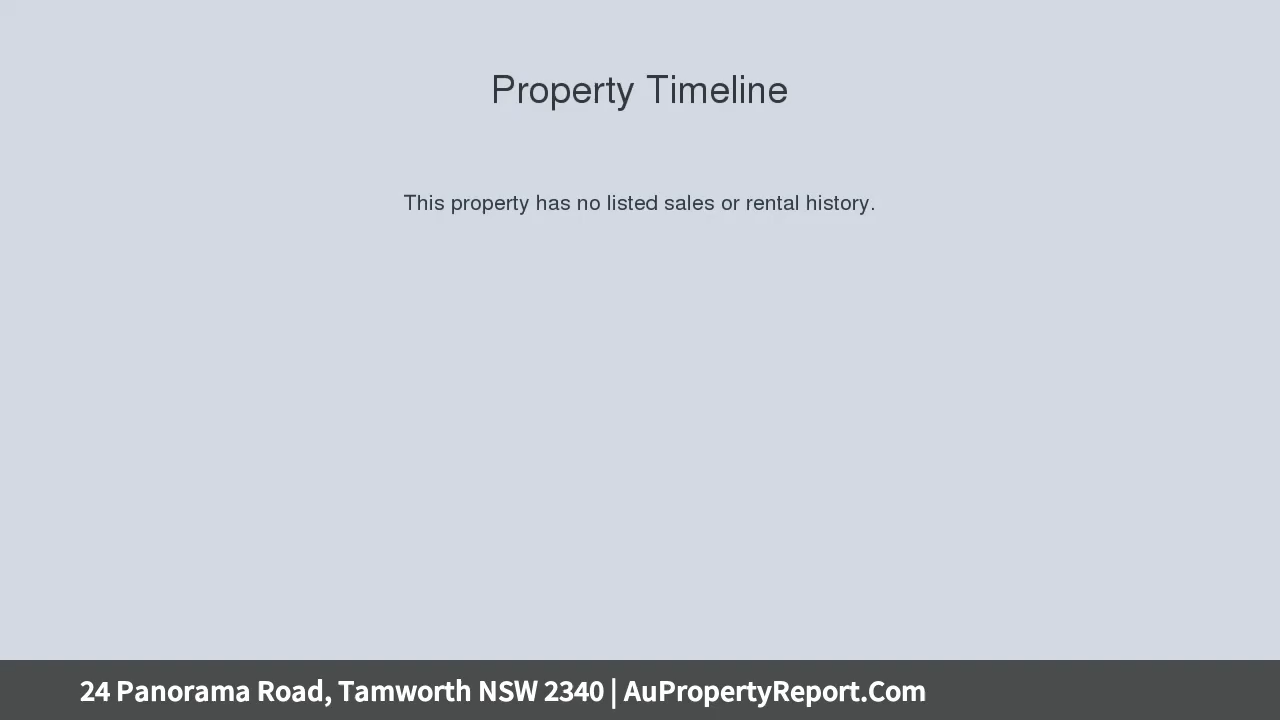 Property Timeline
This property has no listed sales or rental history.
24 Panorama Road, Tamworth NSW 2340 | AuPropertyReport.Com